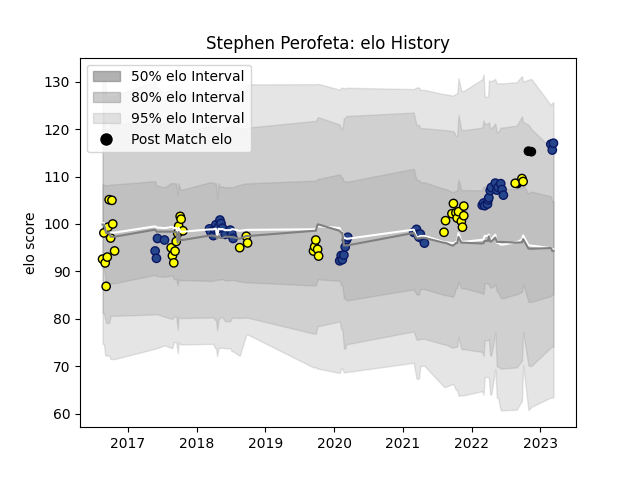 Stephen Perofeta: elo History
50% elo Interval
80% elo Interval
95% elo Interval
Post Match elo
elo score
130
120
110
100
90
80
70
60
2017
2018
2019
2020
2021
2022
2023